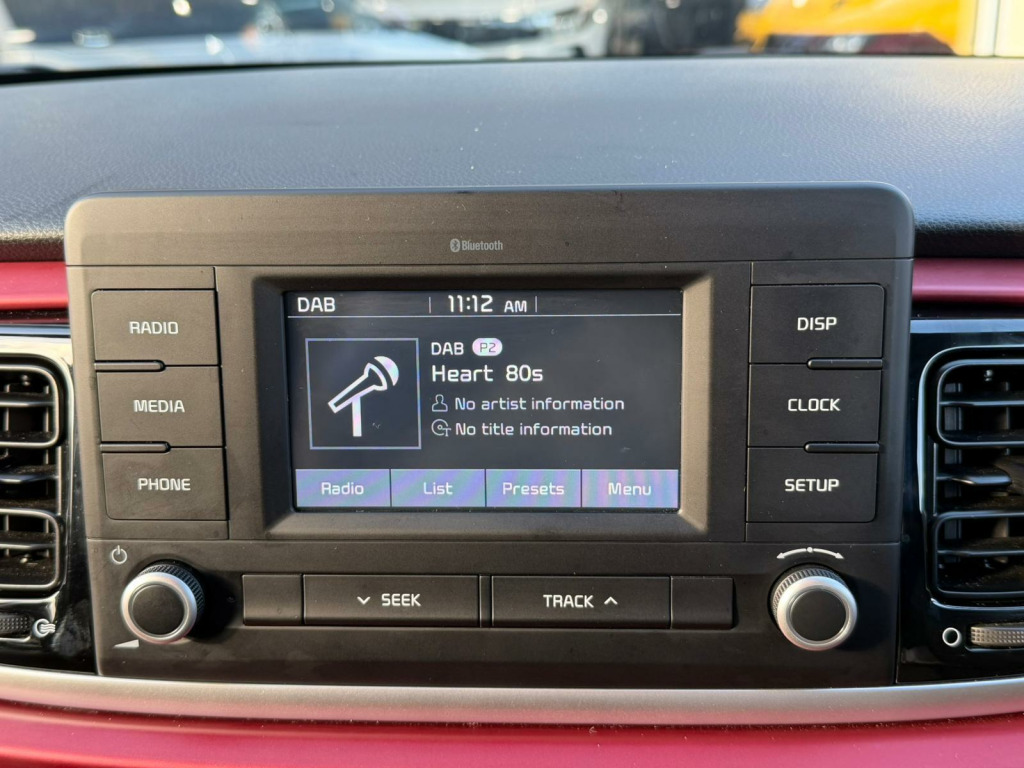 Bluetooth
RADIO
MEDIA
PHONE
DAB 11:12 AM
DAB P2
Heart 80s
No artist information
No title information
Radio List Presets Menu
DISP
CLOCK
SETUP
SEEK TRACK